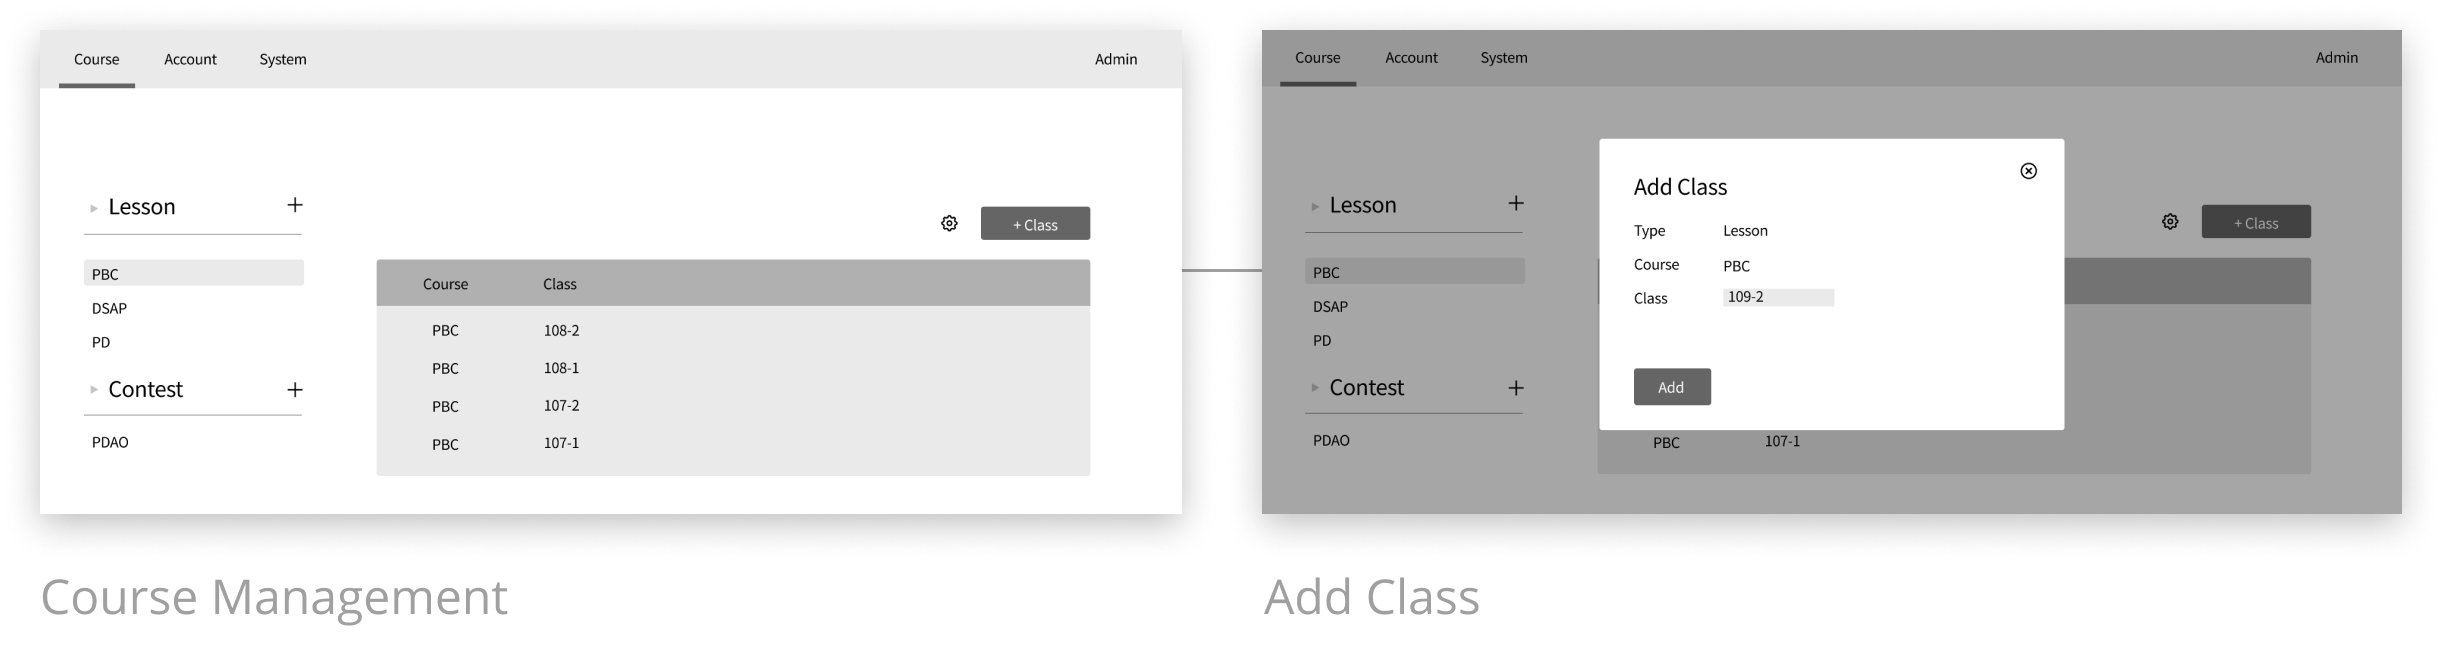 Course Account System Admin
Lesson
+ Class
PBC
DSAP
PD
Contest
PDAO
Course Class
PBC 108-2
PBC 108-1
PBC 107-2
PBC 107-1
Course Management
Course Account System Admin
Lesson
+ Class
PBC
DSAP
PD
Contest
PDAO
PBC 107-1
Add Class
Type Lesson
Course PBC
Class 109-2
Add
Add Class